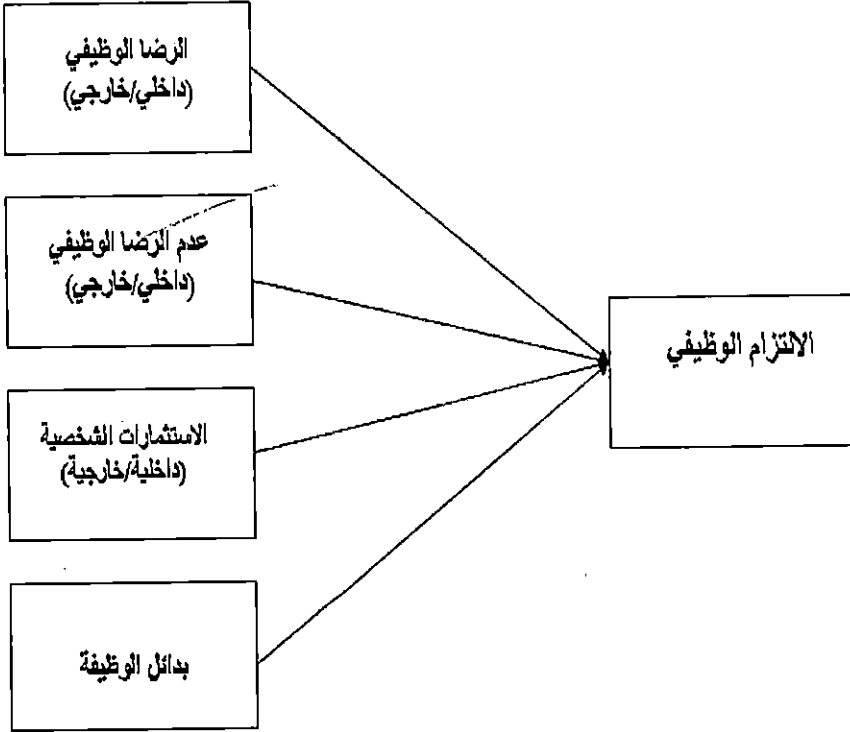 الرضا الوظيفي
(داخلي/خارجي)
عدم الرضا الوظيفي
(داخلي/خارجي)
الالتزام الوظيفي
الاستثمارات الشخصية
(داخلية/خارجية)
بدائل الوظيفة